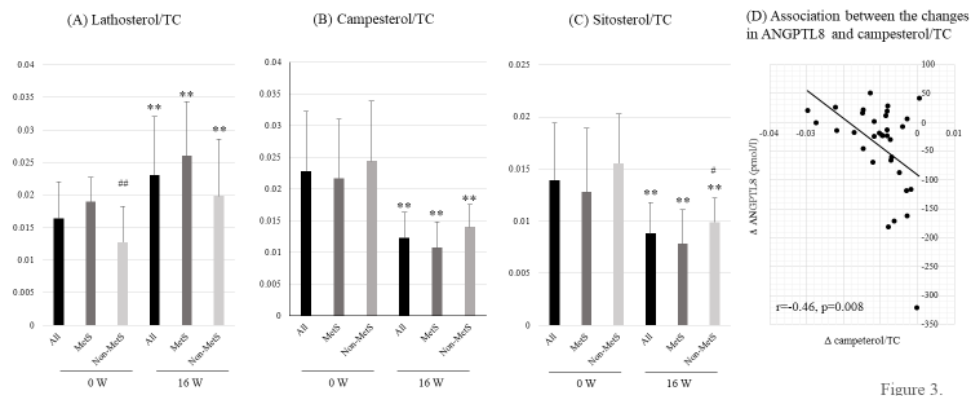 (A) Lathosterol/TC
0.04
0.035
0.03
0.025
0.02
0.015
0.01
0.005
0
**
**
**
##
All
MetS
Non-MetS
All
MetS
Non-MetS
0 W
16 W
(B) Campesterol/TC
0.04
0.035
0.03
0.025
0.02
0.015
0.01
0.005
0
**
**
**
All
MetS
Non-MetS
All
MetS
Non-MetS
0 W
16 W
(C) Sitosterol/TC
0.025
0.02
0.015
0.01
0.005
0
**
**
#
**
All
MetS
Non-MetS
All
MetS
Non-MetS
0 W
16 W
(D) Association between the changes
in ANGPTL8 and campesterol/TC
100
50
0
-50
-100
-150
-200
-250
-300
-350
-0.04
-0.03
-0.02
-0.01
0
Δ ANGPTL8 (pmol/l)
r=-0.46, p=0.008
Δ campeterol/TC
Figure 3.